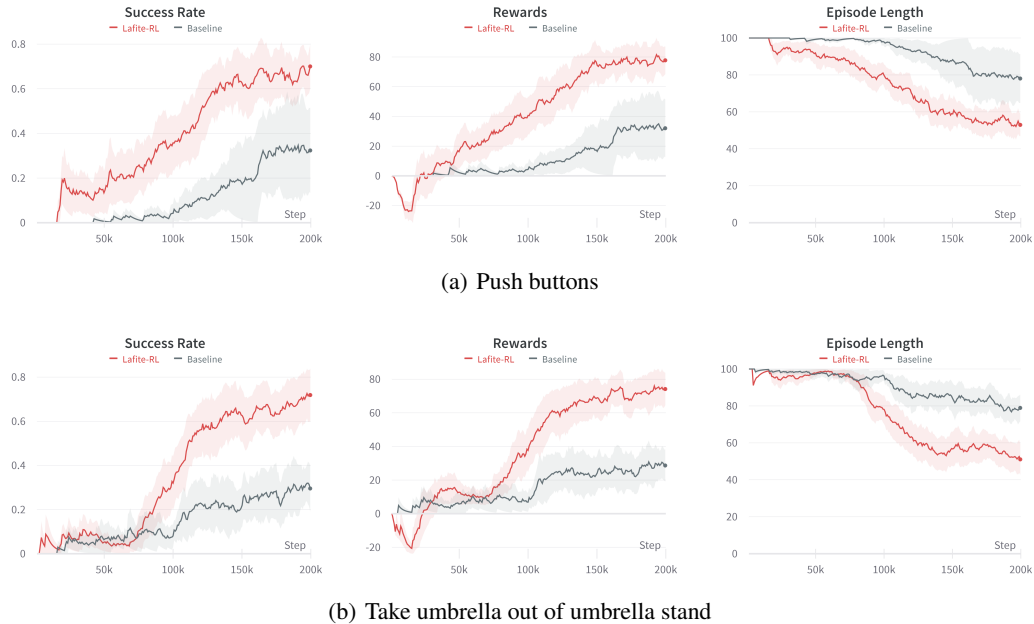 Success Rate
Lafite-RL Baseline
0.8
0.6
0.4
0.2
0
Step
50k 100k 150k 200k
Rewards
Lafite-RL Baseline
80
60
40
20
0
-20
Step
50k 100k 150k 200k
Episode Length
Lafite-RL Baseline
100
80
60
40
20
0
Step
50k 100k 150k 200k
(a) Push buttons
Success Rate
Lafite-RL Baseline
0.8
0.6
0.4
0.2
0
Step
50k 100k 150k 200k
Rewards
Lafite-RL Baseline
80
60
40
20
0
-20
Step
50k 100k 150k 200k
Episode Length
Lafite-RL Baseline
100
80
60
40
20
0
Step
50k 100k 150k 200k
(b) Take umbrella out of umbrella stand